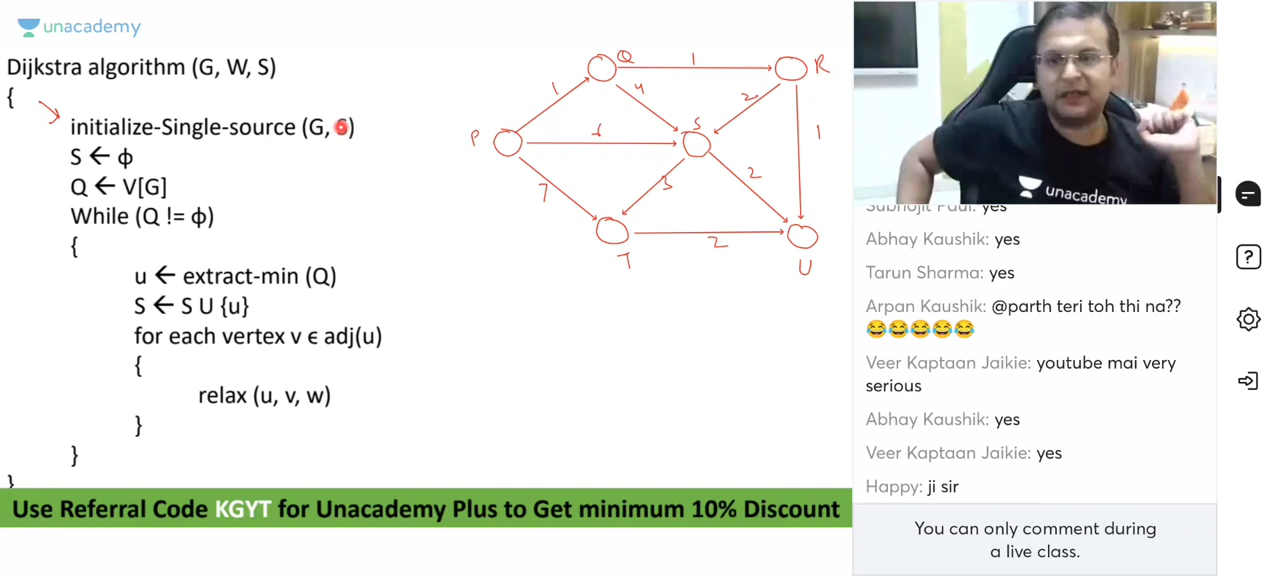 unacademy
Dijkstra algorithm (G, W, S)
{
initialize-Single-source (G, S)
S ← ϕ
Q ← V[G]
While (Q != ϕ)
{
u ← extract-min (Q)
S ← S U {u}
for each vertex v ϵ adj(u)
{
relax (u, v, w)
}
}
}
Q
1
R
1
4
2
P
6
S
1
7
3
2
T
2
U
Use Referral Code KGYT for Unacademy Plus to Get minimum 10% Discount
unacademy
Subhojit Paul: yes
Abhay Kaushik: yes
Tarun Sharma: yes
Arpan Kaushik: @parth teri toh thi na??
😂😂😂😂😂
Veer Kaptaan Jaikie: youtube mai very
serious
Abhay Kaushik: yes
Veer Kaptaan Jaikie: yes
Happy: ji sir
You can only comment during
a live class.
?